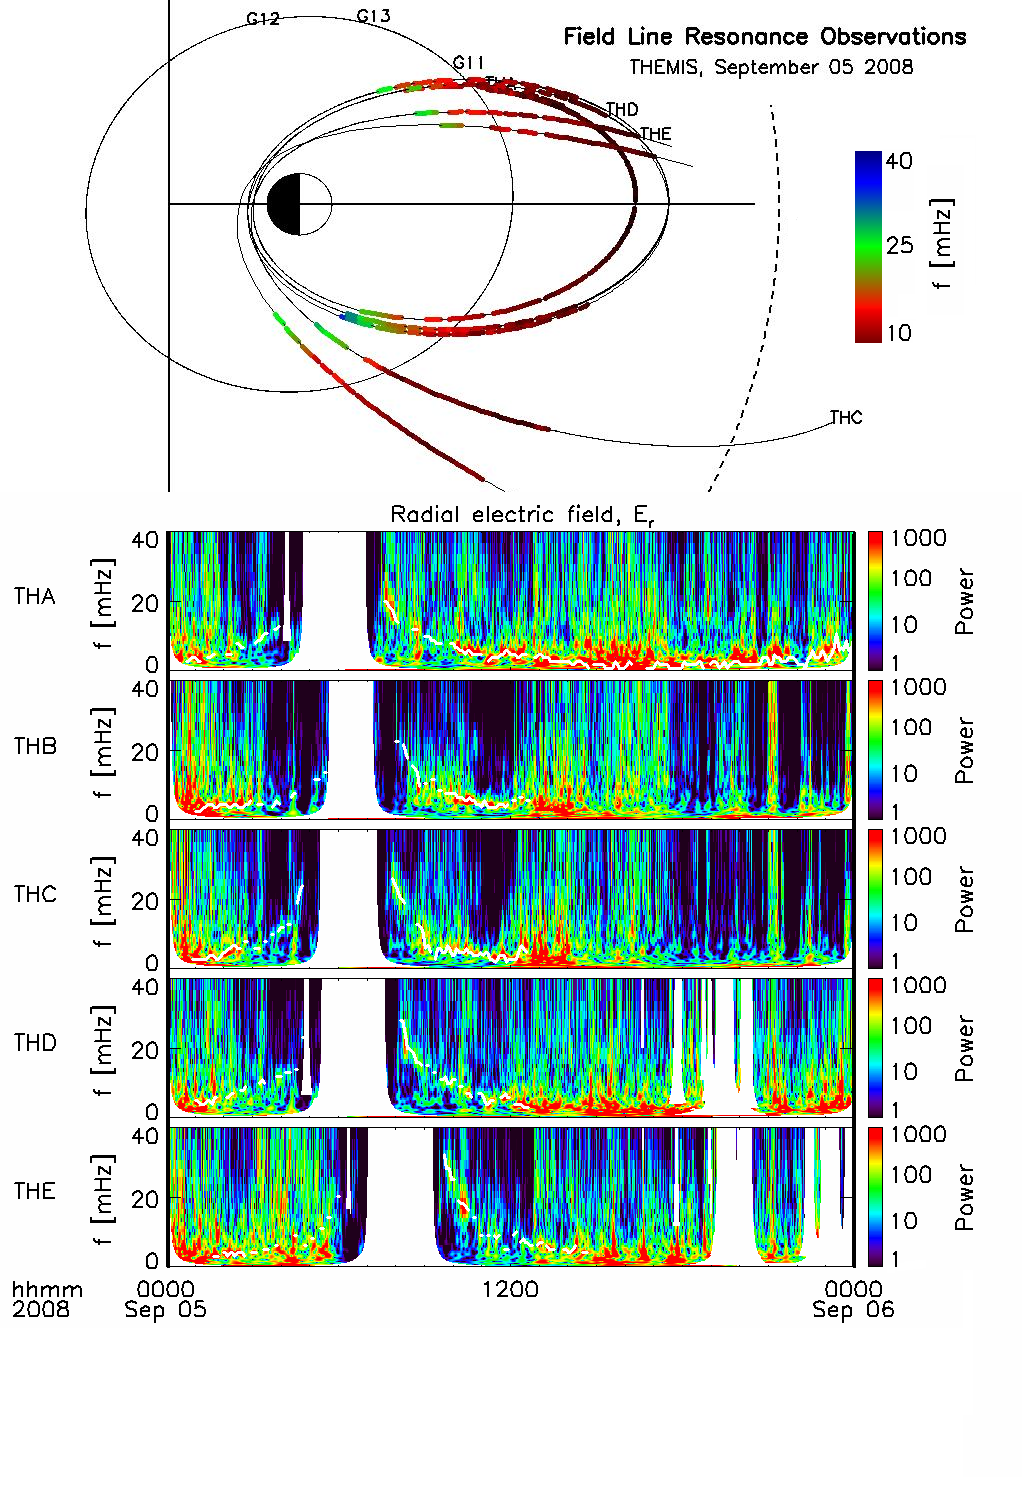 G12 G13
Field Line Resonance Observations
G11
THEMIS, September 05 2008
THA
THD
THE
40
25
10
f [mHz]
THC
Radial electric field, Er
THA
f [mHz]
40
20
0
1000
100
10
1
Power
THB
f [mHz]
40
20
0
1000
100
10
1
Power
THC
f [mHz]
40
20
0
1000
100
10
1
Power
THD
f [mHz]
40
20
0
1000
100
10
1
Power
THE
f [mHz]
40
20
0
1000
100
10
1
Power
hhmm 0000 1200 0000
2008 Sep 05 Sep 06